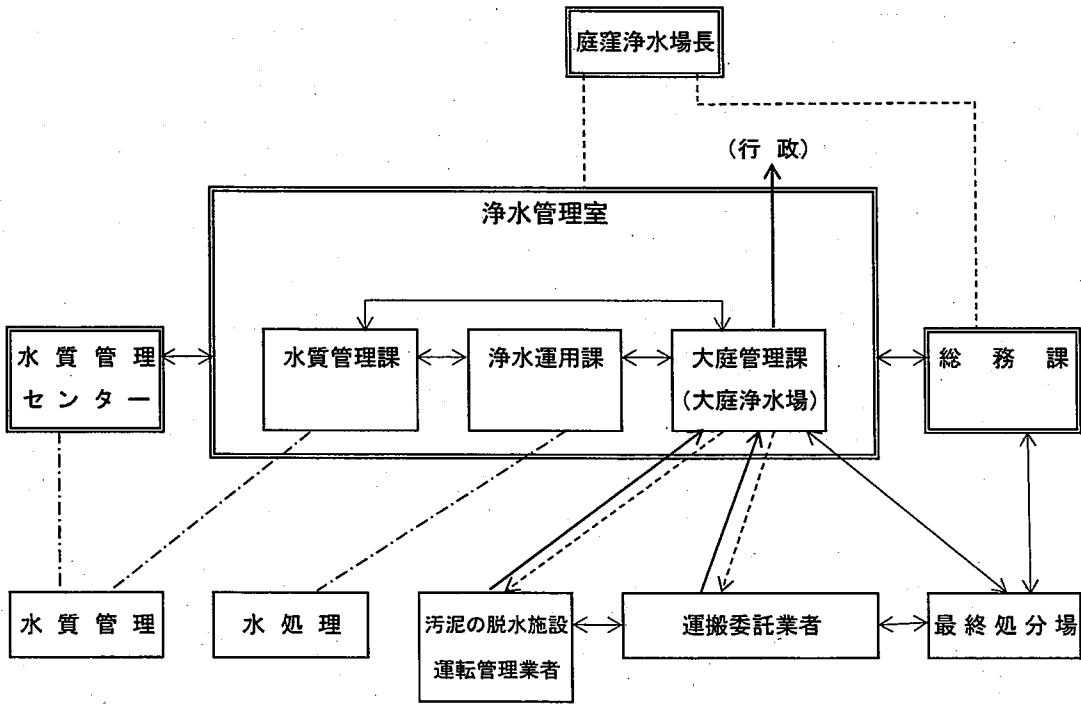 庭窪浄水場長
(行 政)
浄水管理室
水 質 管 理
センター
水質管理課
浄水運用課
大庭管理課
(大庭浄水場)
総 務 課
水 質 管 理
水 処 理
汚泥の脱水施設
運転管理業者
運搬委託業者
最 終 処 分 場